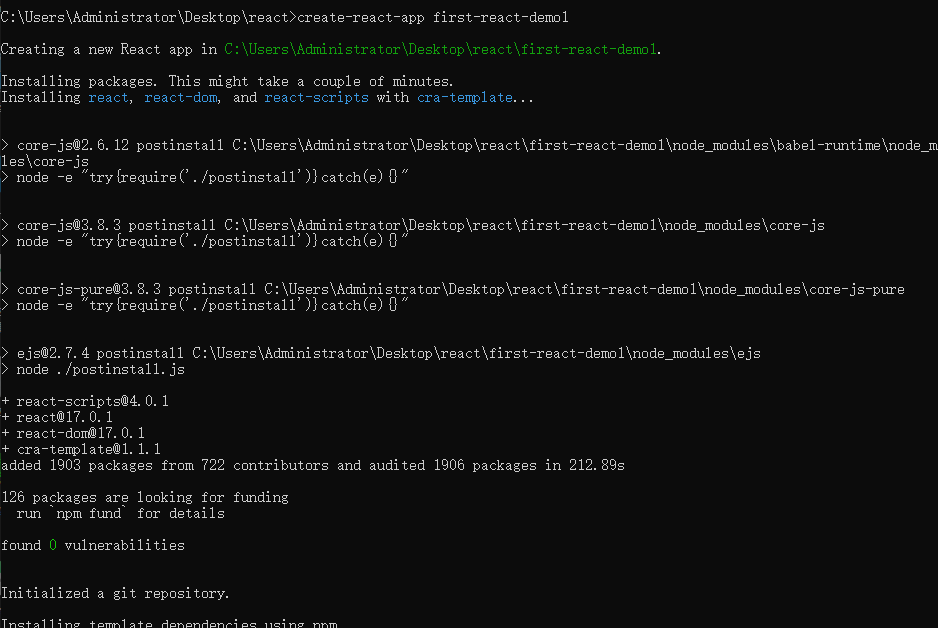 C:\Users\Administrator\Desktop\react>create-react-app first-react-demo1
Creating a new React app in C:\Users\Administrator\Desktop\react\first-react-demo1.
Installing packages. This might take a couple of minutes.
Installing react, react-dom, and react-scripts with cra-template...
> core-js@2.6.12 postinstall C:\Users\Administrator\Desktop\react\first-react-demo1\node_modules\babel-runtime\node_m
les\core-js
> node -e "try{require('./postinstall')}catch(e){}"
> core-js@3.8.3 postinstall C:\Users\Administrator\Desktop\react\first-react-demo1\node_modules\core-js
> node -e "try{require('./postinstall')}catch(e){}"
> core-js-pure@3.8.3 postinstall C:\Users\Administrator\Desktop\react\first-react-demo1\node_modules\core-js-pure
> node -e "try{require('./postinstall')}catch(e){}"
> ejs@2.7.4 postinstall C:\Users\Administrator\Desktop\react\first-react-demo1\node_modules\ejs
> node ./postinstall.js
+ react-scripts@4.0.1
+ react@17.0.1
+ react-dom@17.0.1
+ cra-template@1.1.1
added 1903 packages from 722 contributors and audited 1906 packages in 212.89s
126 packages are looking for funding
run `npm fund` for details
found 0 vulnerabilities
Initialized a git repository.
Installing template dependencies using npm